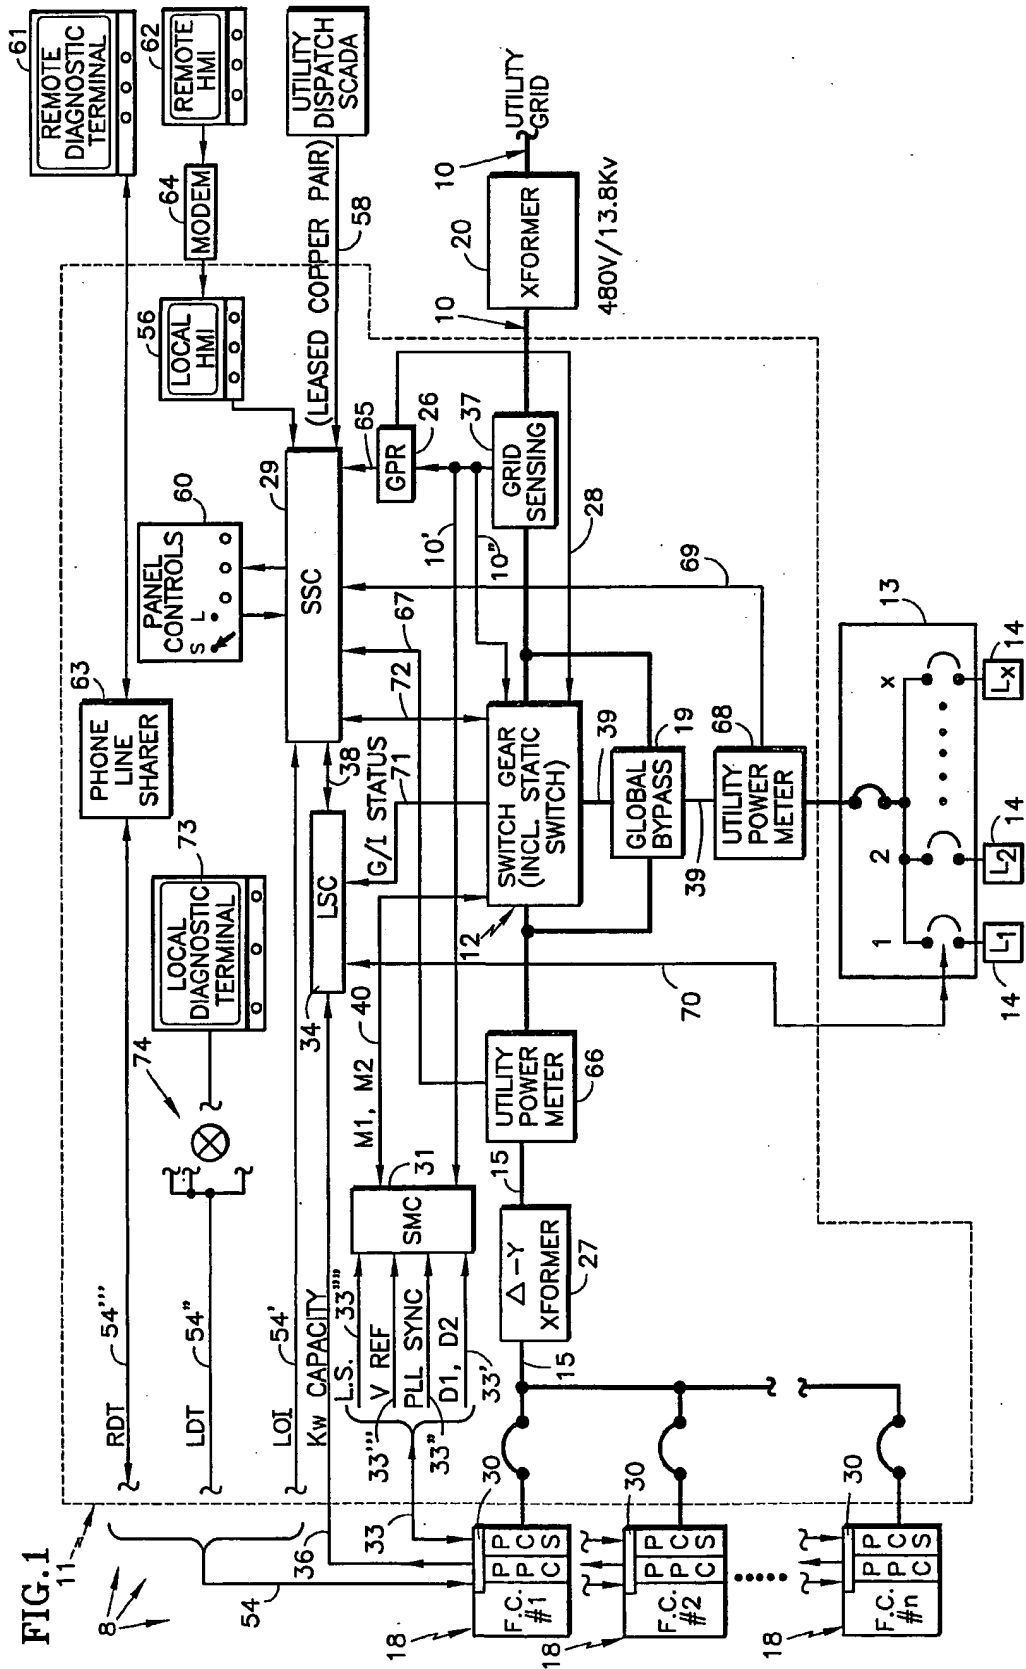 FIG.1
8
11
61
REMOTE
DIAGNOSTIC
TERMINAL
62
REMOTE
HMI
64
MODEM
UTILITY
DISPATCH
SCADA
(LEASED COPPER PAIR)
58
56
LOCAL
HMI
63
PHONE
LINE
SHARER
60
PANEL
CONTROLS
S L
29
SSC
65
GPR
26
37
GRID
SENSING
10
20
XFORMER
480V/13.8Kv
10
UTILITY
GRID
28
10'
10"
67
72
69
73
LOCAL
DIAGNOSTIC
TERMINAL
74
RDT
54'''
LDT
54"
LOI
54'
54
38
34
LSC
G/I STATUS
71
KW CAPACITY
36
40
M1, M2
31
SMC
L.S.
33""
V REF
33'''
PLL SYNC
33"
D1, D2
33'
33
12
SWITCH GEAR
(INCL. STATIC
SWITCH)
39
GLOBAL
BYPASS
19
39
UTILITY
POWER
METER
68
70
UTILITY
POWER
METER
66
15
Δ-Y
XFORMER
27
15
13
1
2
X
L1
14
L2
14
LX
14
30
F.C.
#1
P P C
P C S
18
30
F.C.
#2
P P C
P C S
18
30
F.C.
#n
P P C
P C S
18